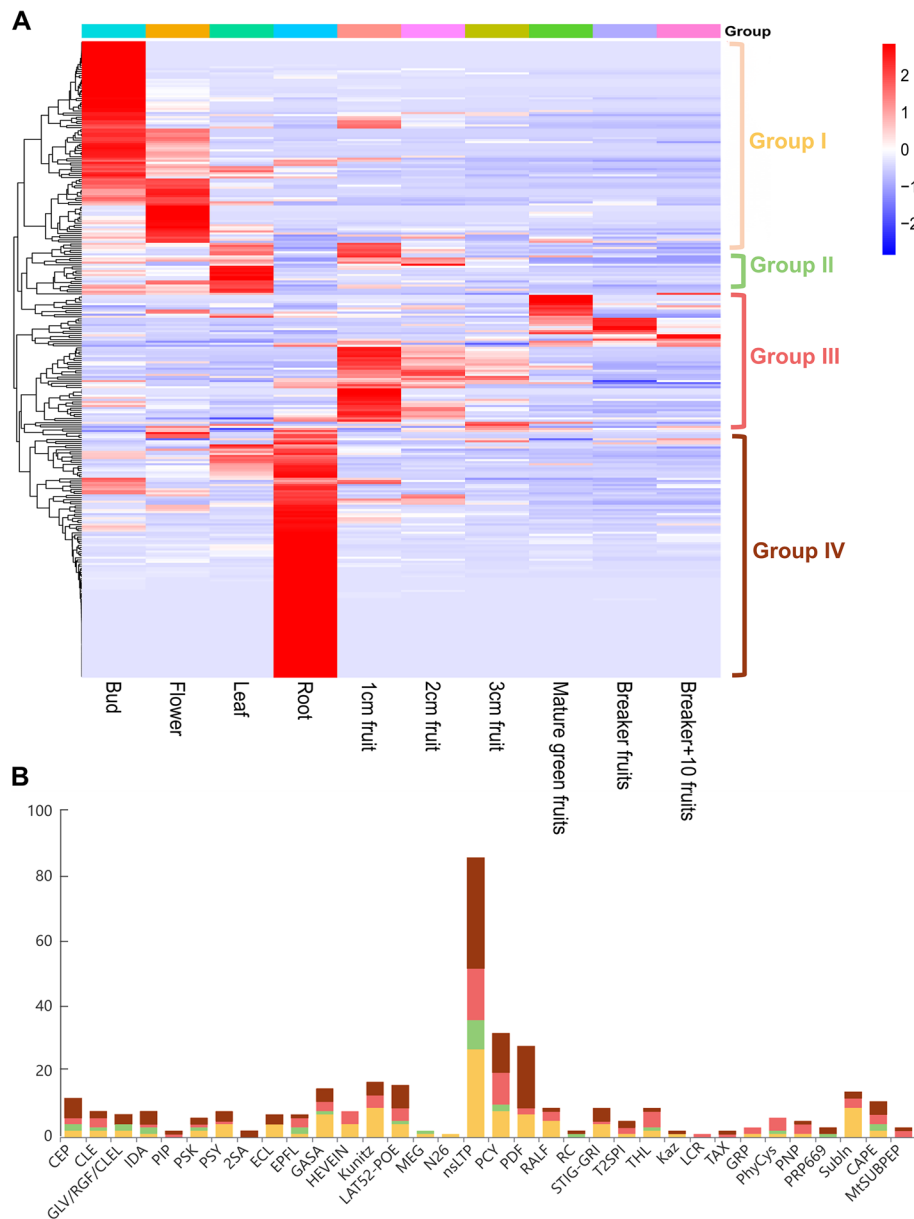 A
Group
2
1
0
−1
−2
Group I
Group II
Group III
Group IV
Bud
Flower
Leaf
Root
1cm fruit
2cm fruit
3cm fruit
Mature green fruits
Breaker fruits
Breaker+10 fruits
B
100
80
60
40
20
0
CEP
CLE
GLV/RGF/CLEL
IDA
PIP
PSK
PSY
2SA
ECL
EPFL
GASA
HEVEIN
Kunitz
LAT52-POE
MEG
N26
nsLTP
PCY
PDF
RALF
RC
STIG-GRI
T2SPI
THL
Kaz
LCR
TAX
GRP
PhyCys
PNP
PRP669
SubIn
CAPE
MtSUBPEP